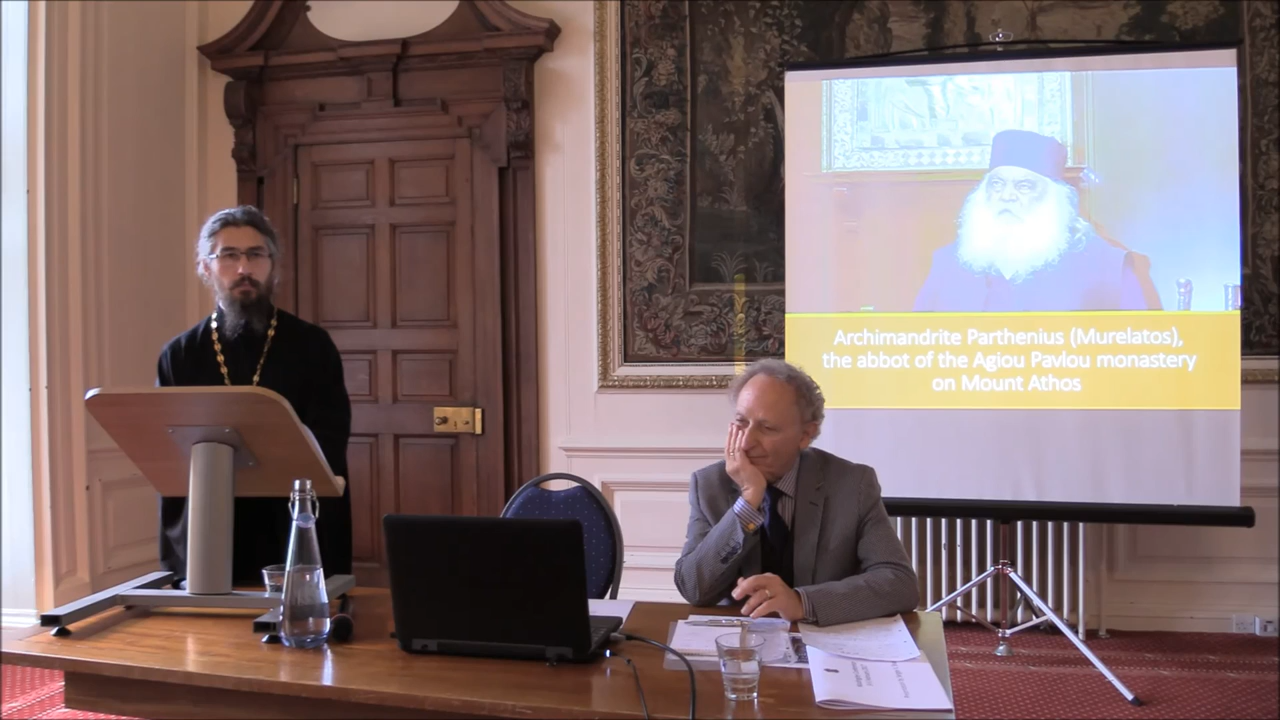 Archimandrite Parthenius (Murelatos),
the abbot of the Agiou Pavlou monastery
on Mount Athos